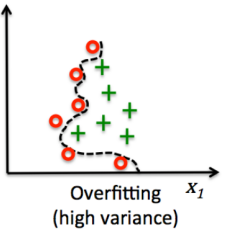 x₁
Overfitting
(high variance)